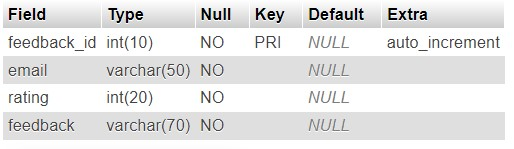 Field Type Null Key Default Extra
feedback_id int(10) NO PRI NULL auto_increment
email varchar(50) NO NULL
rating int(20) NO NULL
feedback varchar(70) NO NULL